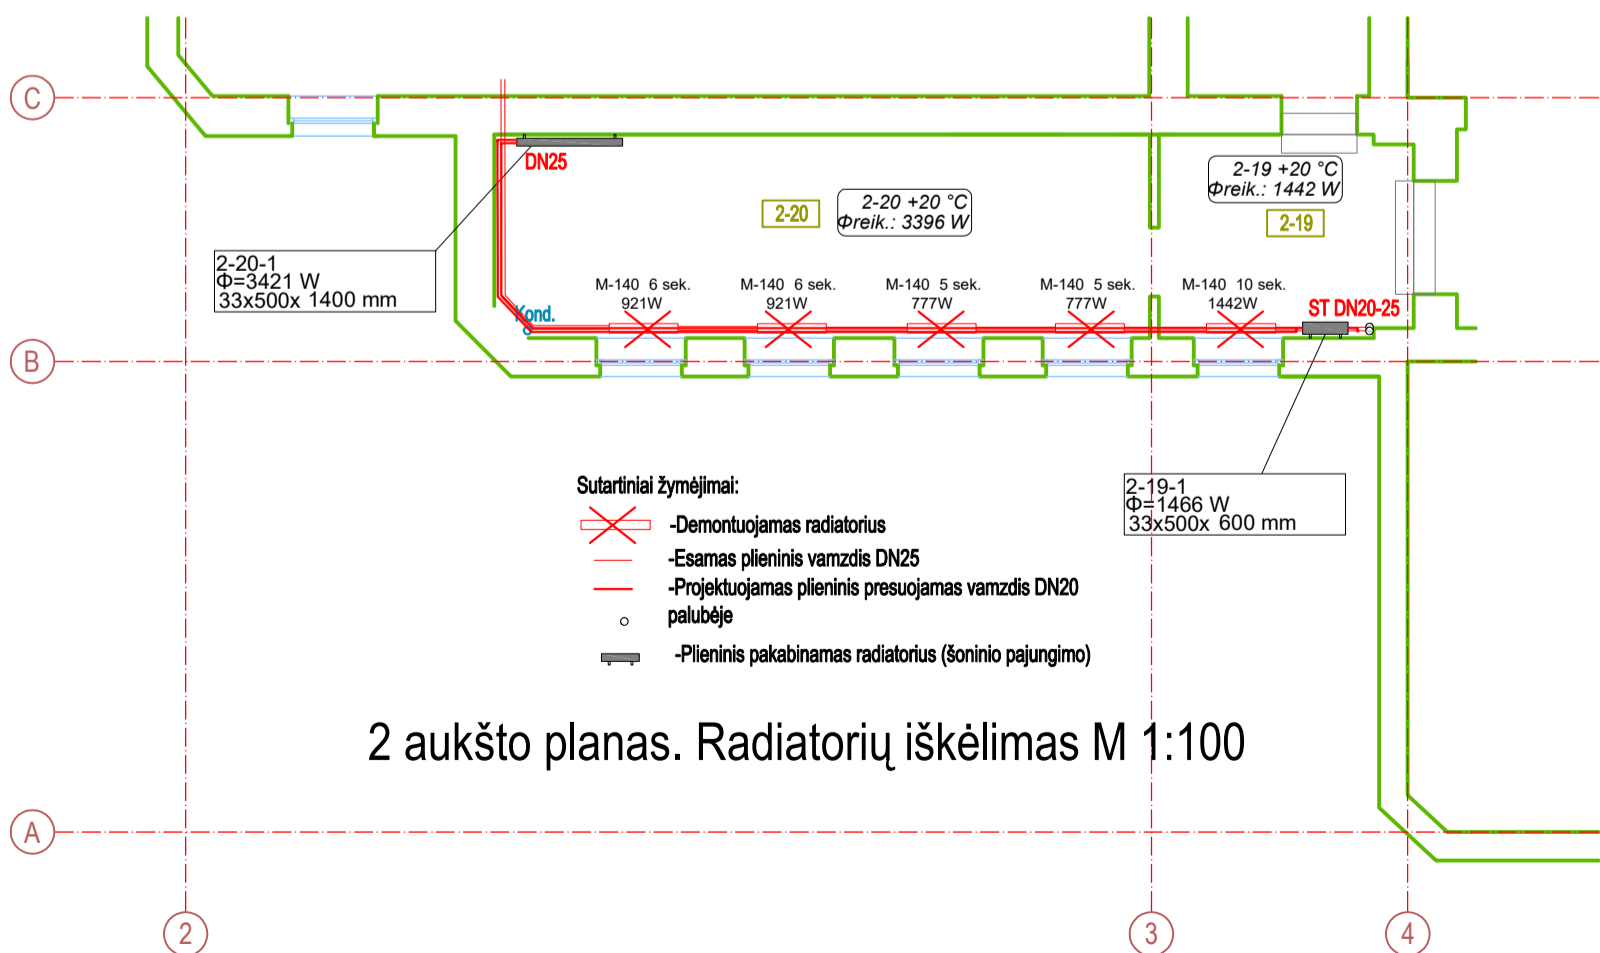 C
DN25
2-19 +20 °C
Φreik.: 1442 W
2-20
2-20 +20 °C
Φreik.: 3396 W
2-19
2-20-1
Φ=3421 W
33x500x 1400 mm
M-140 6 sek.
921W
M-140 6 sek.
921W
M-140 5 sek.
777W
M-140 5 sek.
777W
M-140 10 sek.
1442W
Kond.
ST DN20-25
B
2-19-1
Φ=1466 W
33x500x 600 mm
Sutartiniai žymėjimai:
-Demontuojamas radiatorius
-Esamas plieninis vamzdis DN25
-Projektuojamas plieninis presuojamas vamzdis DN20
palubėje
-Plieninis pakabinamas radiatorius (šoninio pajungimo)
2 aukšto planas. Radiatorių iškėlimas M 1:100
A
2
3
4